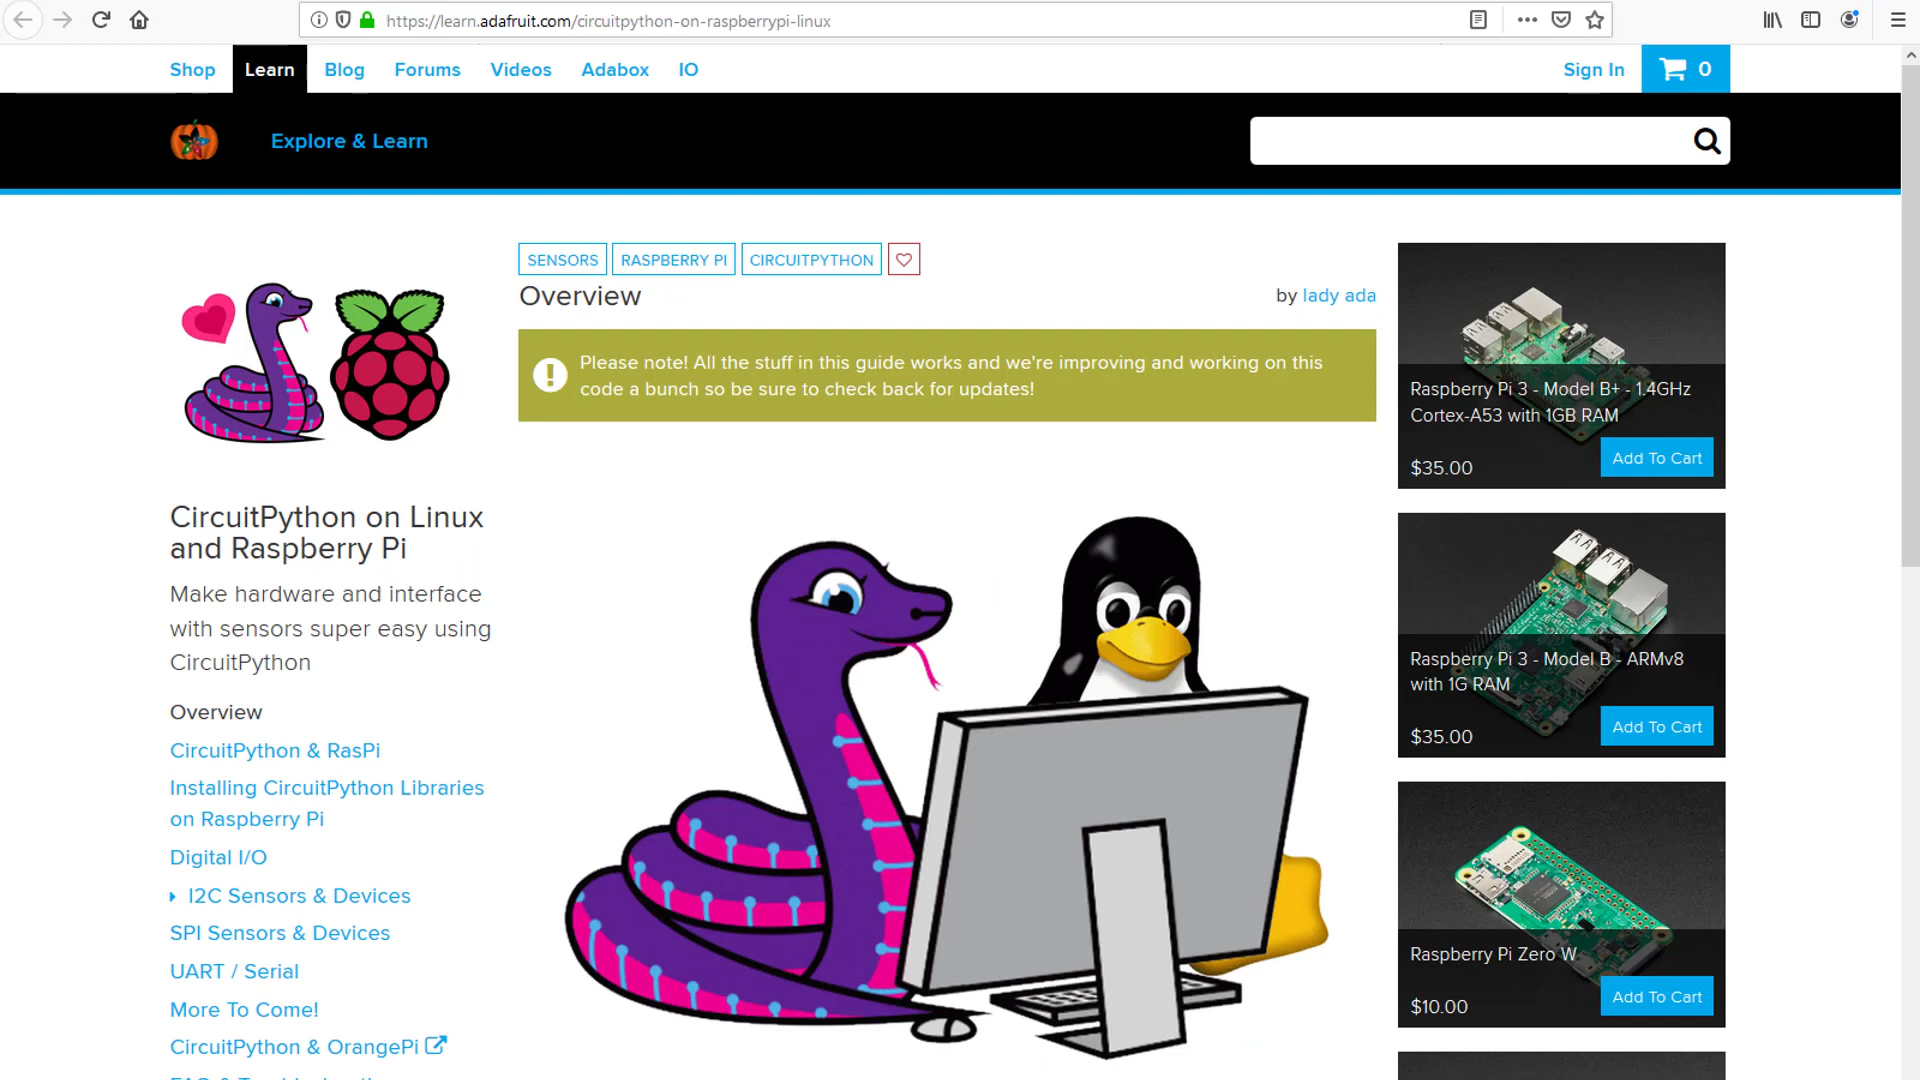 https://learn.adafruit.com/circuitpython-on-raspberrypi-linux
Shop
Learn
Blog
Forums
Videos
Adabox
IO
Sign In
0
Explore & Learn
SENSORS
RASPBERRY PI
CIRCUITPYTHON
Overview
by lady ada
Please note! All the stuff in this guide works and we're improving and working on this
code a bunch so be sure to check back for updates!
CircuitPython on Linux
and Raspberry Pi
Make hardware and interface
with sensors super easy using
CircuitPython
Overview
CircuitPython & RasPi
Installing CircuitPython Libraries
on Raspberry Pi
Digital I/O
I2C Sensors & Devices
SPI Sensors & Devices
UART / Serial
More To Come!
CircuitPython & OrangePi
Raspberry Pi 3 - Model B+ - 1.4GHz
Cortex-A53 with 1GB RAM
$35.00
Add To Cart
Raspberry Pi 3 - Model B - ARMv8
with 1G RAM
$35.00
Add To Cart
Raspberry Pi Zero W
$10.00
Add To Cart